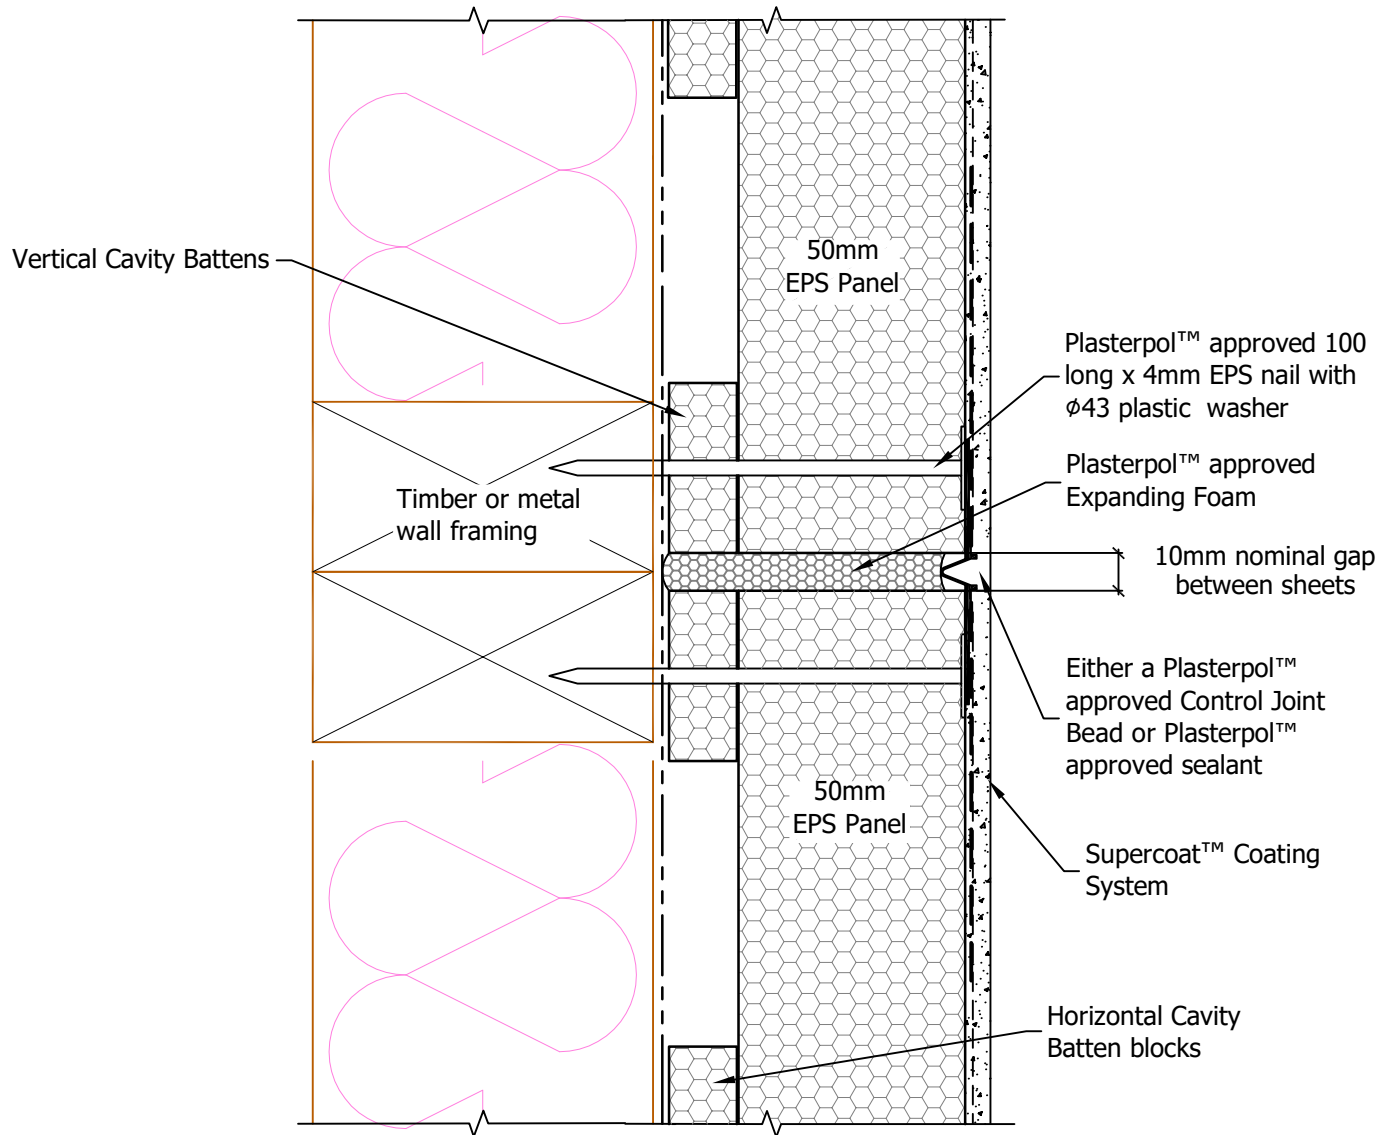 50mm
EPS Panel
Vertical Cavity Battens
Plasterpol™ approved 100
long x 4mm EPS nail with
ϕ43 plastic washer
Plasterpol™ approved
Expanding Foam
Timber or metal
wall framing
10mm nominal gap
between sheets
Either a Plasterpol™
approved Control Joint
Bead or Plasterpol™
approved sealant
50mm
EPS Panel
Supercoat™ Coating
System
Horizontal Cavity
Batten blocks